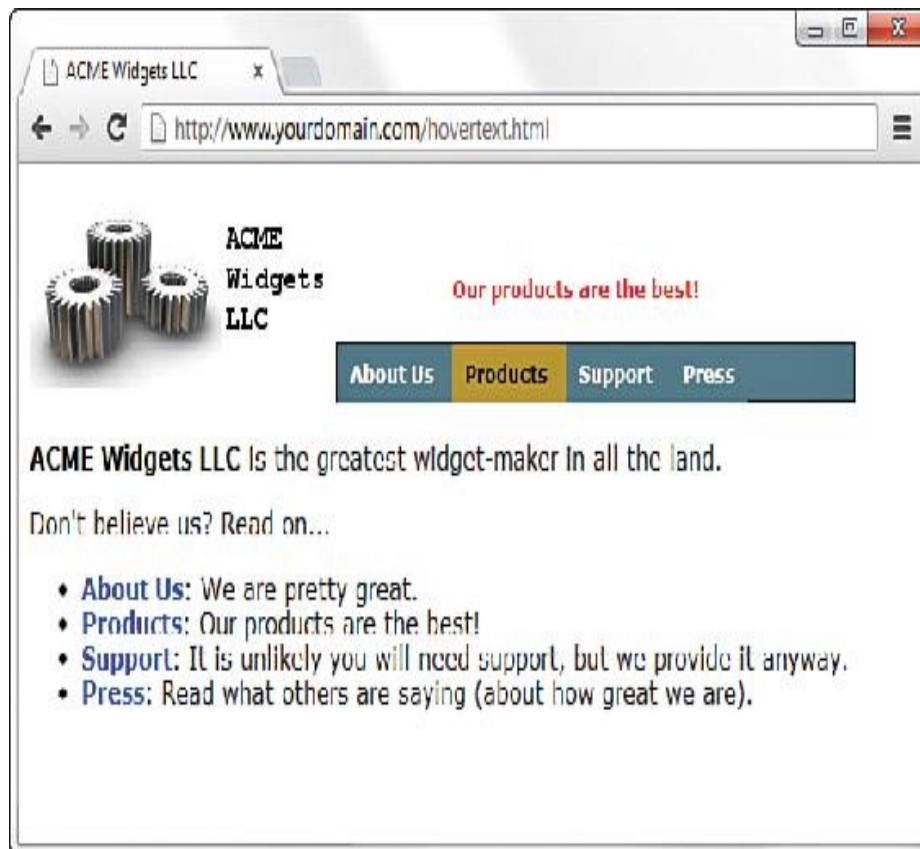 ACME Widgets LLC
http://www.yourdomain.com/hovertext.html
ACME
Widgets
LLC
Our products are the best!
About Us Products Support Press
ACME Widgets LLC is the greatest widget-maker in all the land.
Don't believe us? Read on...
• About Us: We are pretty great.
• Products: Our products are the best!
• Support: It is unlikely you will need support, but we provide it anyway.
• Press: Read what others are saying (about how great we are).